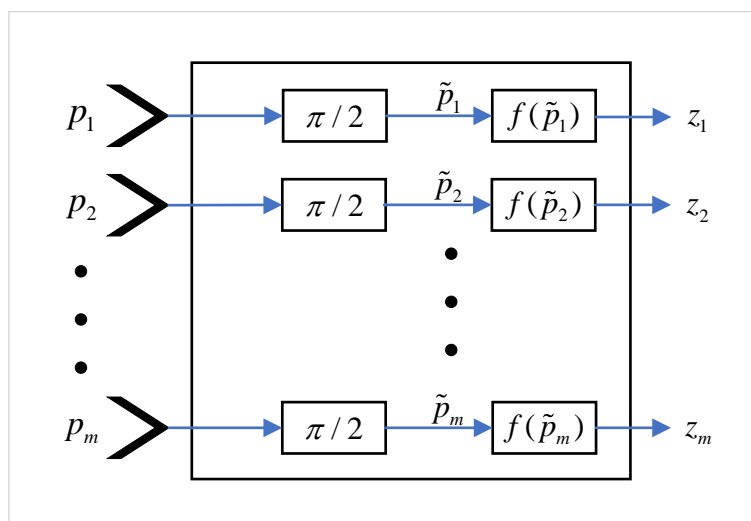 p₁ π / 2 p̃₁ f(p̃₁) z₁
p₂ π / 2 p̃₂ f(p̃₂) z₂
pₘ π / 2 p̃ₘ f(p̃ₘ) zₘ